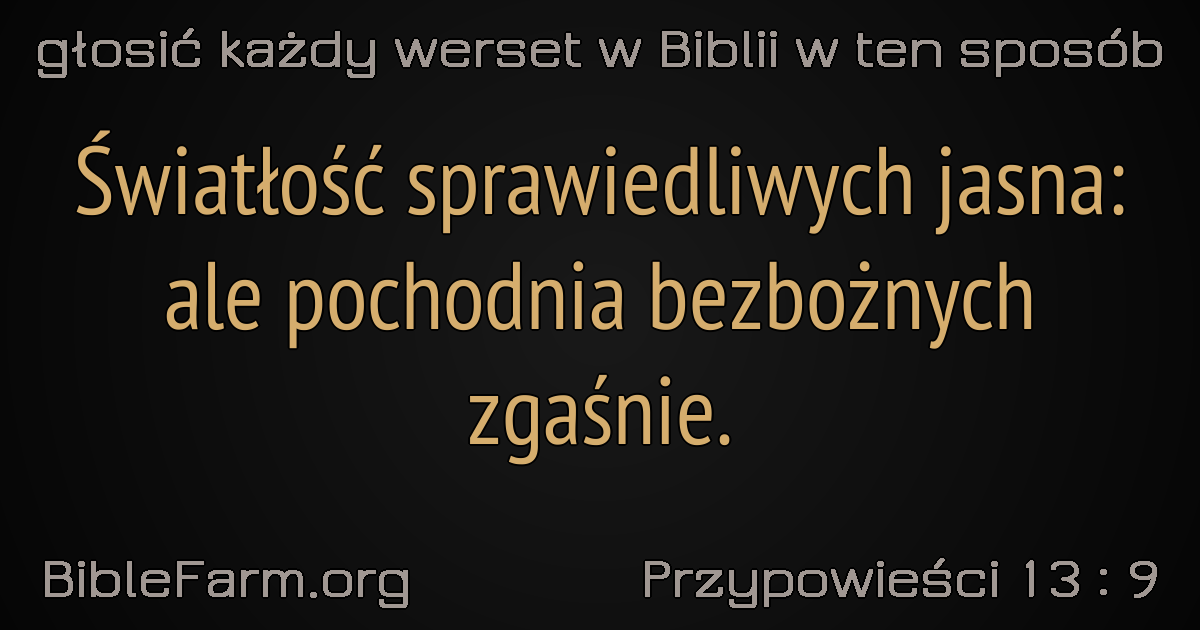 głosić każdy werset w Biblii w ten sposób
Światłość sprawiedliwych jasna:
ale pochodnia bezbożnych
zgaśnie.
BibleFarm.org
Przypowieści 13 : 9